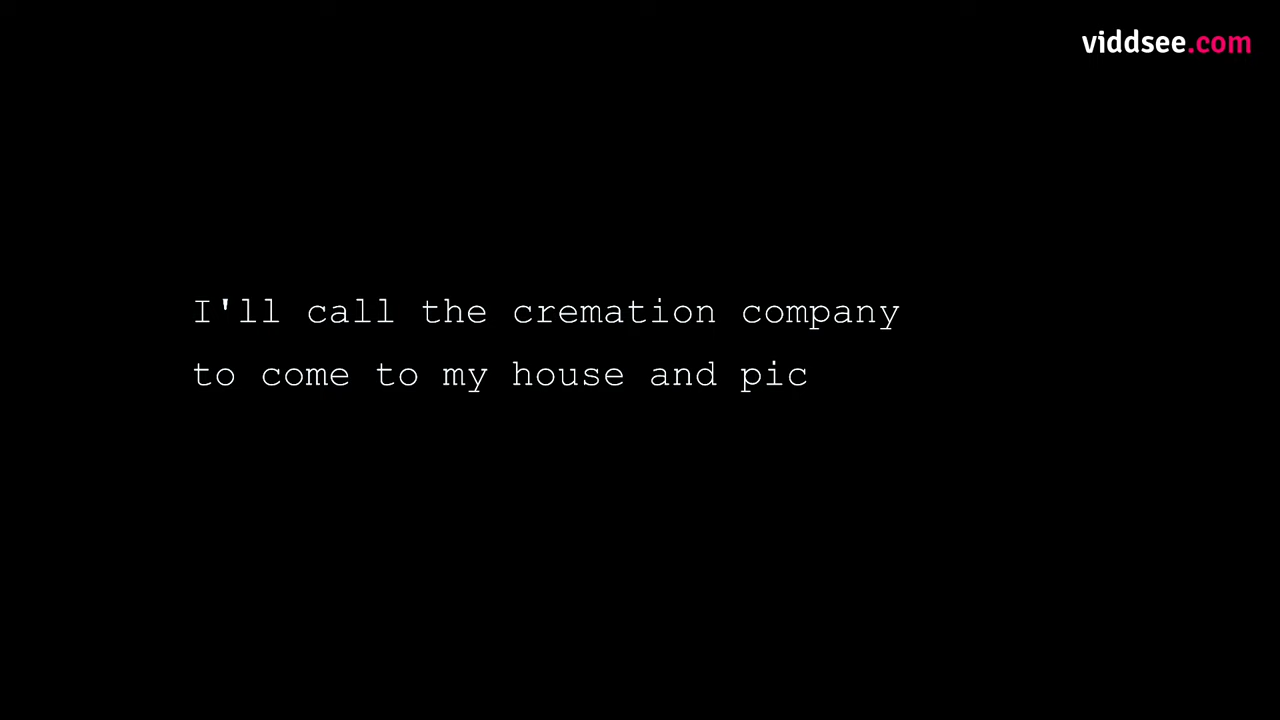 viddsee.com
I'll call the cremation company
to come to my house and pic